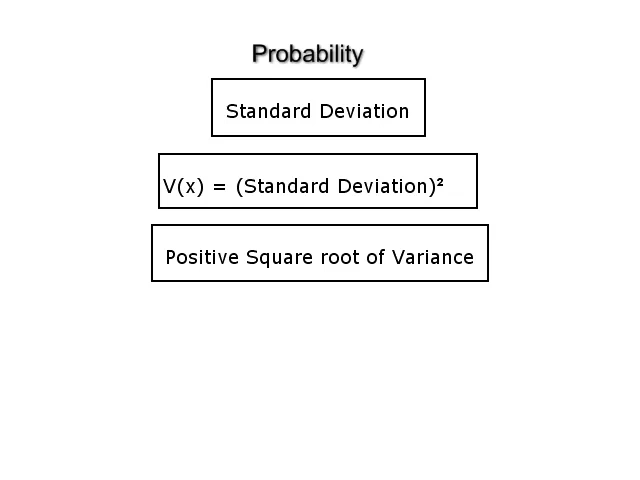 Probability
Standard Deviation
V(x) = (Standard Deviation)²
Positive Square root of Variance